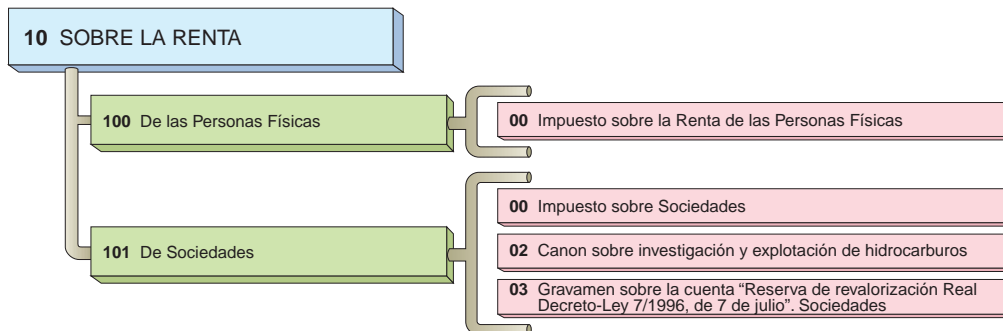 10 SOBRE LA RENTA
100 De las Personas Físicas
00 Impuesto sobre la Renta de las Personas Físicas
101 De Sociedades
00 Impuesto sobre Sociedades
02 Canon sobre investigación y explotación de hidrocarburos
03 Gravamen sobre la cuenta “Reserva de revalorización Real
Decreto-Ley 7/1996, de 7 de julio”. Sociedades